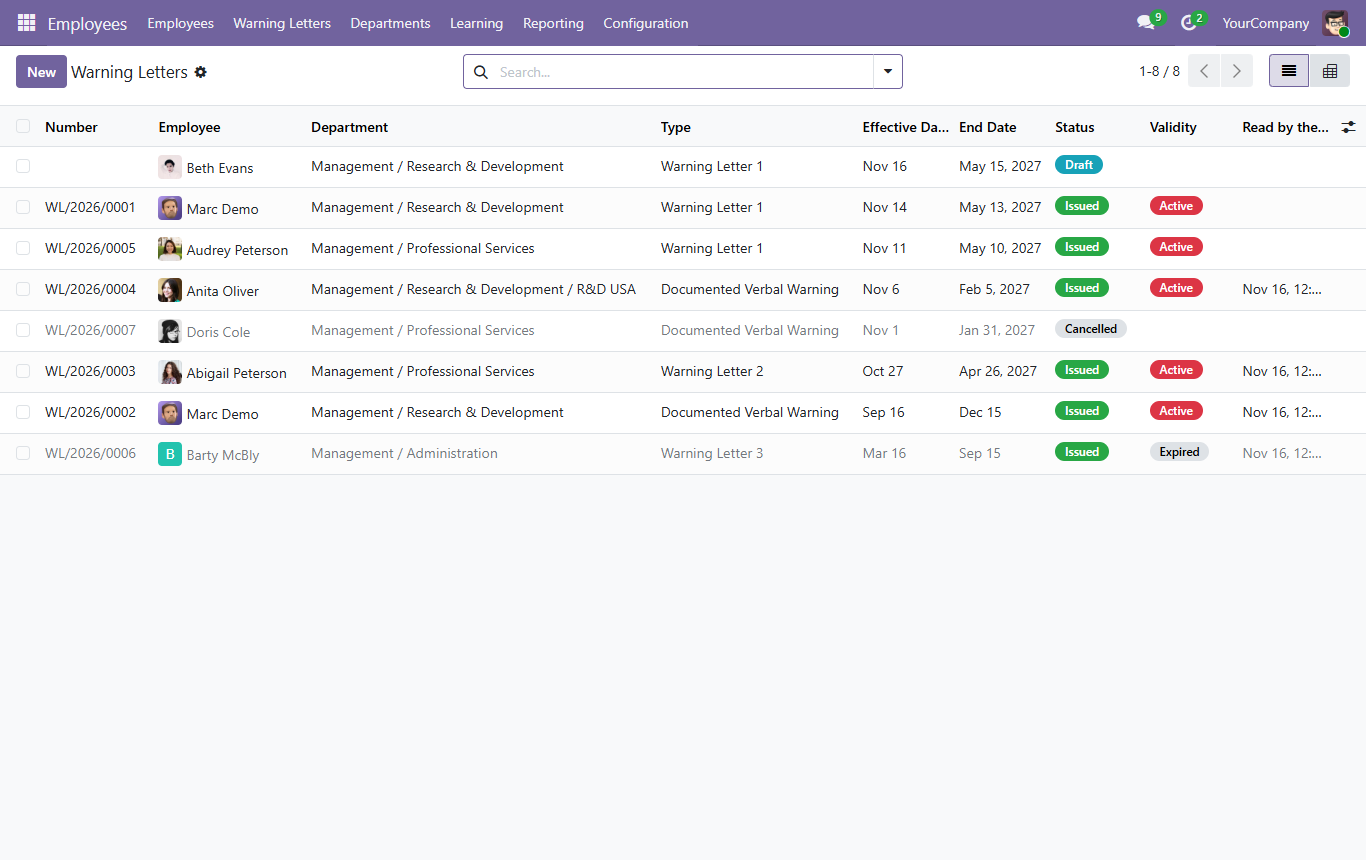 Employees Employees Warning Letters Departments Learning Reporting Configuration 9 2 YourCompany
New Warning Letters Search... 1-8 / 8
Number Employee Department Type Effective Da... End Date Status Validity Read by the...
Beth Evans Management / Research & Development Warning Letter 1 Nov 16 May 15, 2027 Draft
WL/2026/0001 Marc Demo Management / Research & Development Warning Letter 1 Nov 14 May 13, 2027 Issued Active
WL/2026/0005 Audrey Peterson Management / Professional Services Warning Letter 1 Nov 11 May 10, 2027 Issued Active
WL/2026/0004 Anita Oliver Management / Research & Development / R&D USA Documented Verbal Warning Nov 6 Feb 5, 2027 Issued Active Nov 16, 12:...
WL/2026/0007 Doris Cole Management / Professional Services Documented Verbal Warning Nov 1 Jan 31, 2027 Cancelled
WL/2026/0003 Abigail Peterson Management / Professional Services Warning Letter 2 Oct 27 Apr 26, 2027 Issued Active Nov 16, 12:...
WL/2026/0002 Marc Demo Management / Research & Development Documented Verbal Warning Sep 16 Dec 15 Issued Active Nov 16, 12:...
WL/2026/0006 B Barty McBly Management / Administration Warning Letter 3 Mar 16 Sep 15 Issued Expired Nov 16, 12:...